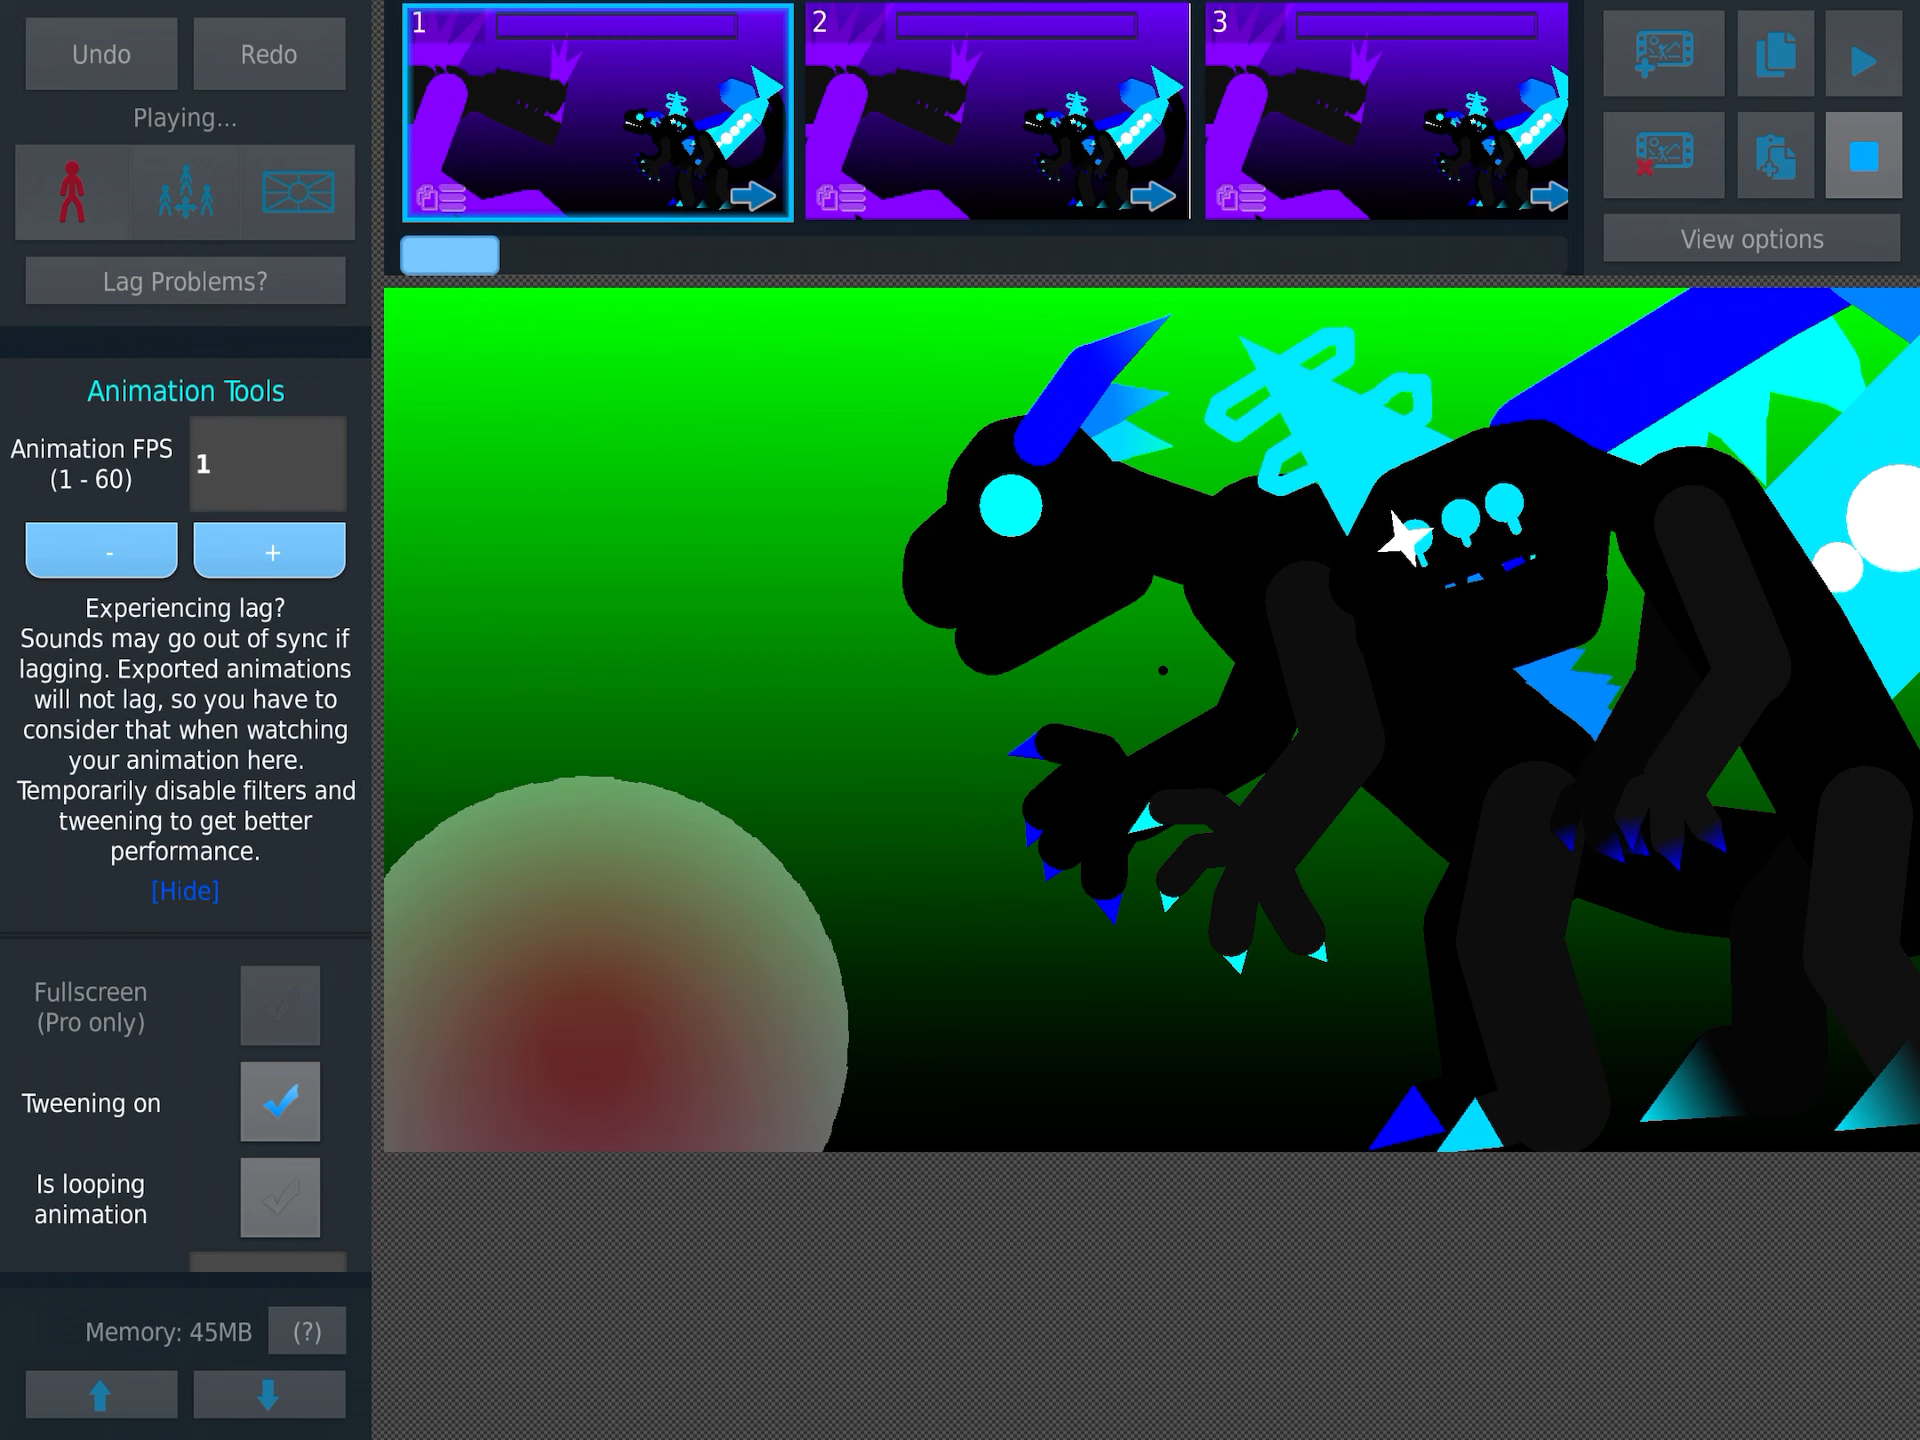 Undo
Redo
Playing...
Lag Problems?
Animation Tools
Animation FPS
(1 - 60)
1
-
+
Experiencing lag?
Sounds may go out of sync if
lagging. Exported animations
will not lag, so you have to
consider that when watching
your animation here.
Temporarily disable filters and
tweening to get better
performance.
[Hide]
Fullscreen
(Pro only)
Tweening on
Is looping
animation
Memory: 45MB
(?)
1
2
3
View options